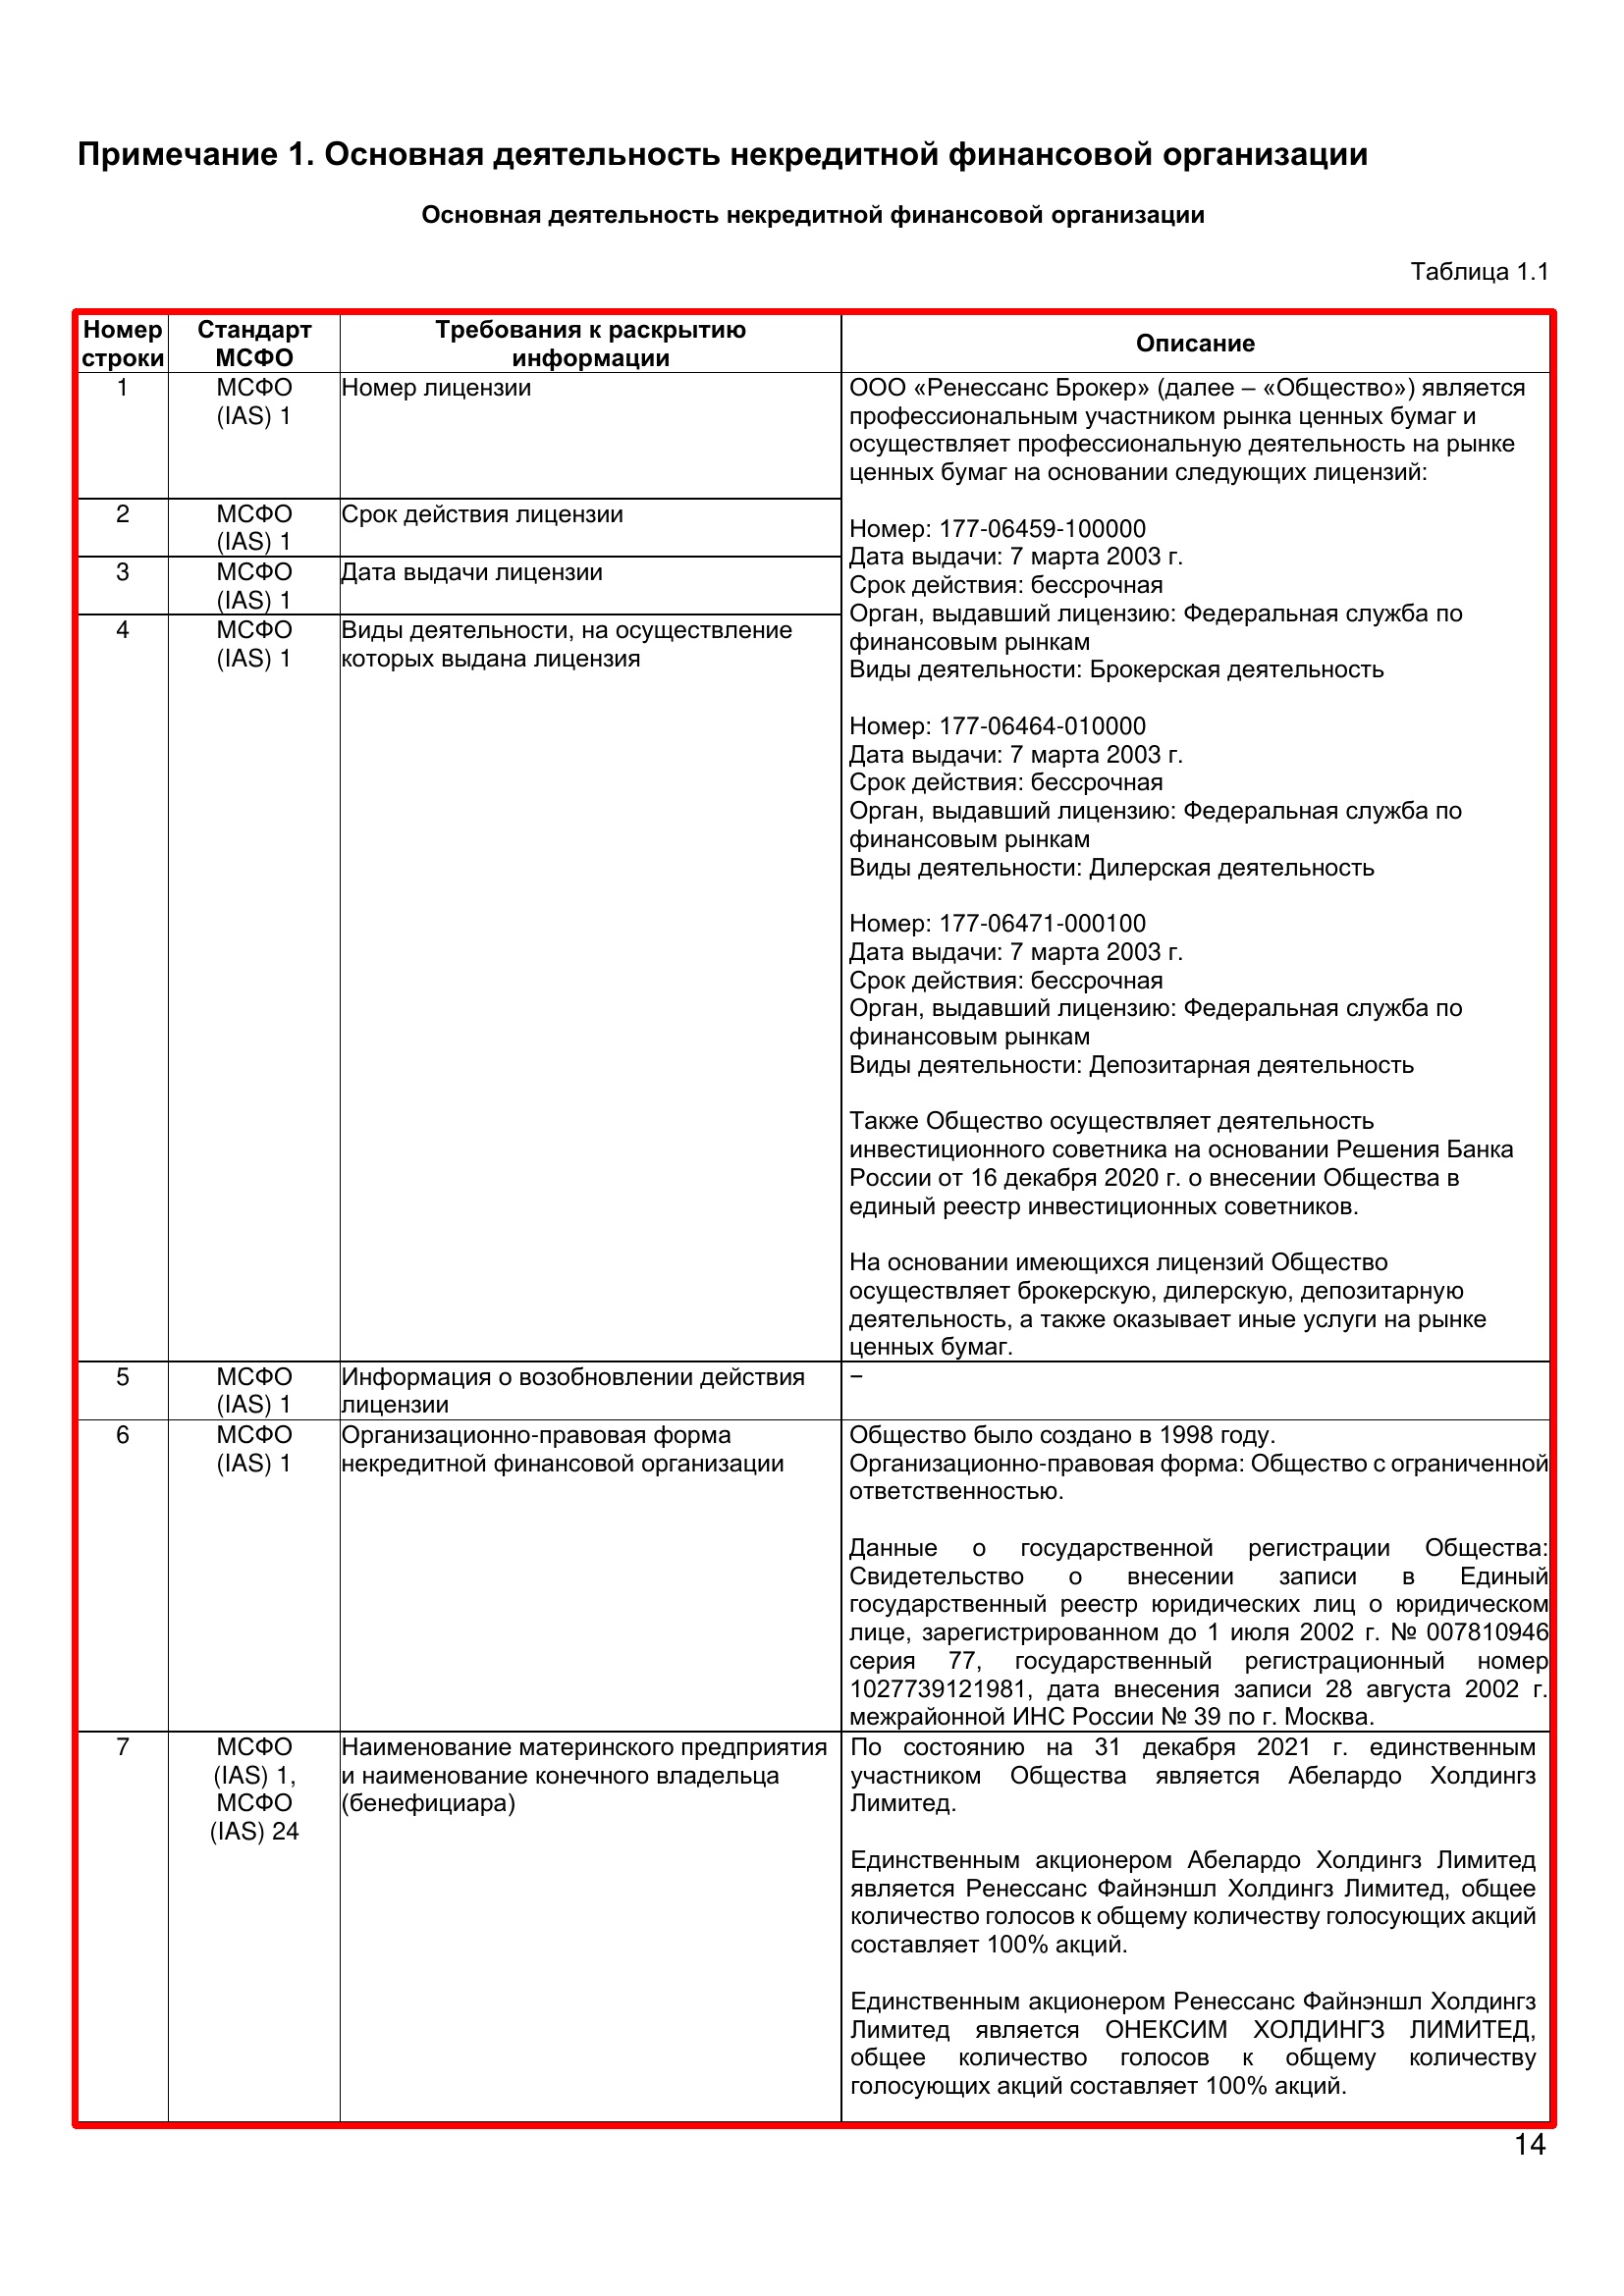 Примечание 1. Основная деятельность некредитной финансовой организации
Основная деятельность некредитной финансовой организации
Таблица 1.1
Номер
строки
Стандарт
МСФО
Требования к раскрытию
информации
Описание
1
МСФО
(IAS) 1
Номер лицензии
2
МСФО
(IAS) 1
Срок действия лицензии
3
МСФО
(IAS) 1
Дата выдачи лицензии
4
МСФО
(IAS) 1
Виды деятельности, на осуществление
которых выдана лицензия
ООО «Ренессанс Брокер» (далее – «Общество») является
профессиональным участником рынка ценных бумаг и
осуществляет профессиональную деятельность на рынке
ценных бумаг на основании следующих лицензий:
Номер: 177-06459-100000
Дата выдачи: 7 марта 2003 г.
Срок действия: бессрочная
Орган, выдавший лицензию: Федеральная служба по
финансовым рынкам
Виды деятельности: Брокерская деятельность
Номер: 177-06464-010000
Дата выдачи: 7 марта 2003 г.
Срок действия: бессрочная
Орган, выдавший лицензию: Федеральная служба по
финансовым рынкам
Виды деятельности: Дилерская деятельность
Номер: 177-06471-000100
Дата выдачи: 7 марта 2003 г.
Срок действия: бессрочная
Орган, выдавший лицензию: Федеральная служба по
финансовым рынкам
Виды деятельности: Депозитарная деятельность
Также Общество осуществляет деятельность
инвестиционного советника на основании Решения Банка
России от 16 декабря 2020 г. о внесении Общества в
единый реестр инвестиционных советников.
На основании имеющихся лицензий Общество
осуществляет брокерскую, дилерскую, депозитарную
деятельность, а также оказывает иные услуги на рынке
ценных бумаг.
5
МСФО
(IAS) 1
Информация о возобновлении действия
лицензии
–
6
МСФО
(IAS) 1
Организационно-правовая форма
некредитной финансовой организации
Общество было создано в 1998 году.
Организационно-правовая форма: Общество с ограниченной
ответственностью.
Данные о государственной регистрации Общества:
Свидетельство о внесении записи в Единый
государственный реестр юридических лиц о юридическом
лице, зарегистрированном до 1 июля 2002 г. № 007810946
серия 77, государственный регистрационный номер
1027739121981, дата внесения записи 28 августа 2002 г.
межрайонной ИНС России № 39 по г. Москва.
7
МСФО
(IAS) 1,
МСФО
(IAS) 24
Наименование материнского предприятия
и наименование конечного владельца
(бенефициара)
По состоянию на 31 декабря 2021 г. единственным
участником Общества является Абелардо Холдингз
Лимитед.
Единственным акционером Абелардо Холдингз Лимитед
является Ренессанс Файнэншл Холдингз Лимитед, общее
количество голосов к общему количеству голосующих акций
составляет 100% акций.
Единственным акционером Ренессанс Файнэншл Холдингз
Лимитед является ОНЕКСИМ ХОЛДИНГЗ ЛИМИТЕД,
общее количество голосов к общему количеству
голосующих акций составляет 100% акций.
14